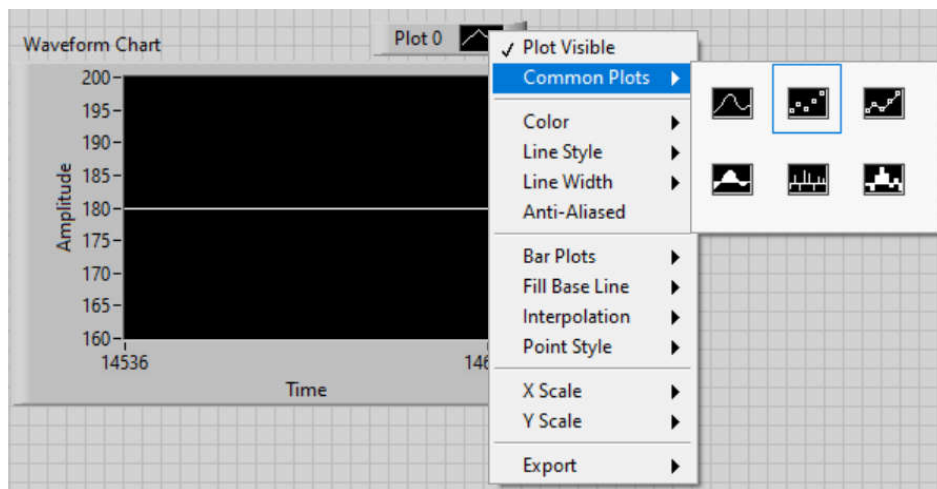 Waveform Chart
Plot 0
Amplitude
200
195
190
185
180
175
170
165
160
14536
Time
Plot Visible
Common Plots
Color
Line Style
Line Width
Anti-Aliased
Bar Plots
Fill Base Line
Interpolation
Point Style
X Scale
Y Scale
Export